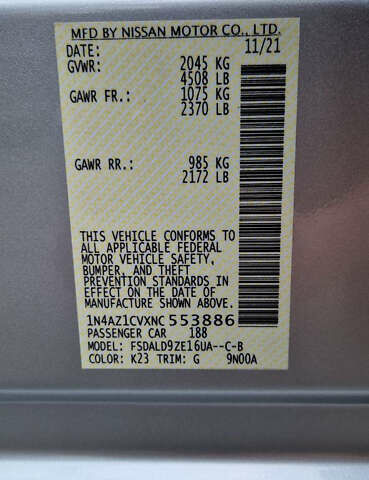 MFD BY NISSAN MOTOR CO., LTD.
DATE: 11/21
GVWR: 2045 KG
4508 LB
GAWR FR.: 1075 KG
2370 LB
GAWR RR.: 985 KG
2172 LB
THIS VEHICLE CONFORMS TO
ALL APPLICABLE FEDERAL
MOTOR VEHICLE SAFETY,
BUMPER, AND THEFT
PREVENTION STANDARDS IN
EFFECT ON THE DATE OF
MANUFACTURE SHOWN ABOVE.
1N4AZ1CVXNC 553886
PASSENGER CAR 188
MODEL: FSDALD9ZE16UA--C-B
COLOR: K23 TRIM: G 9N00A